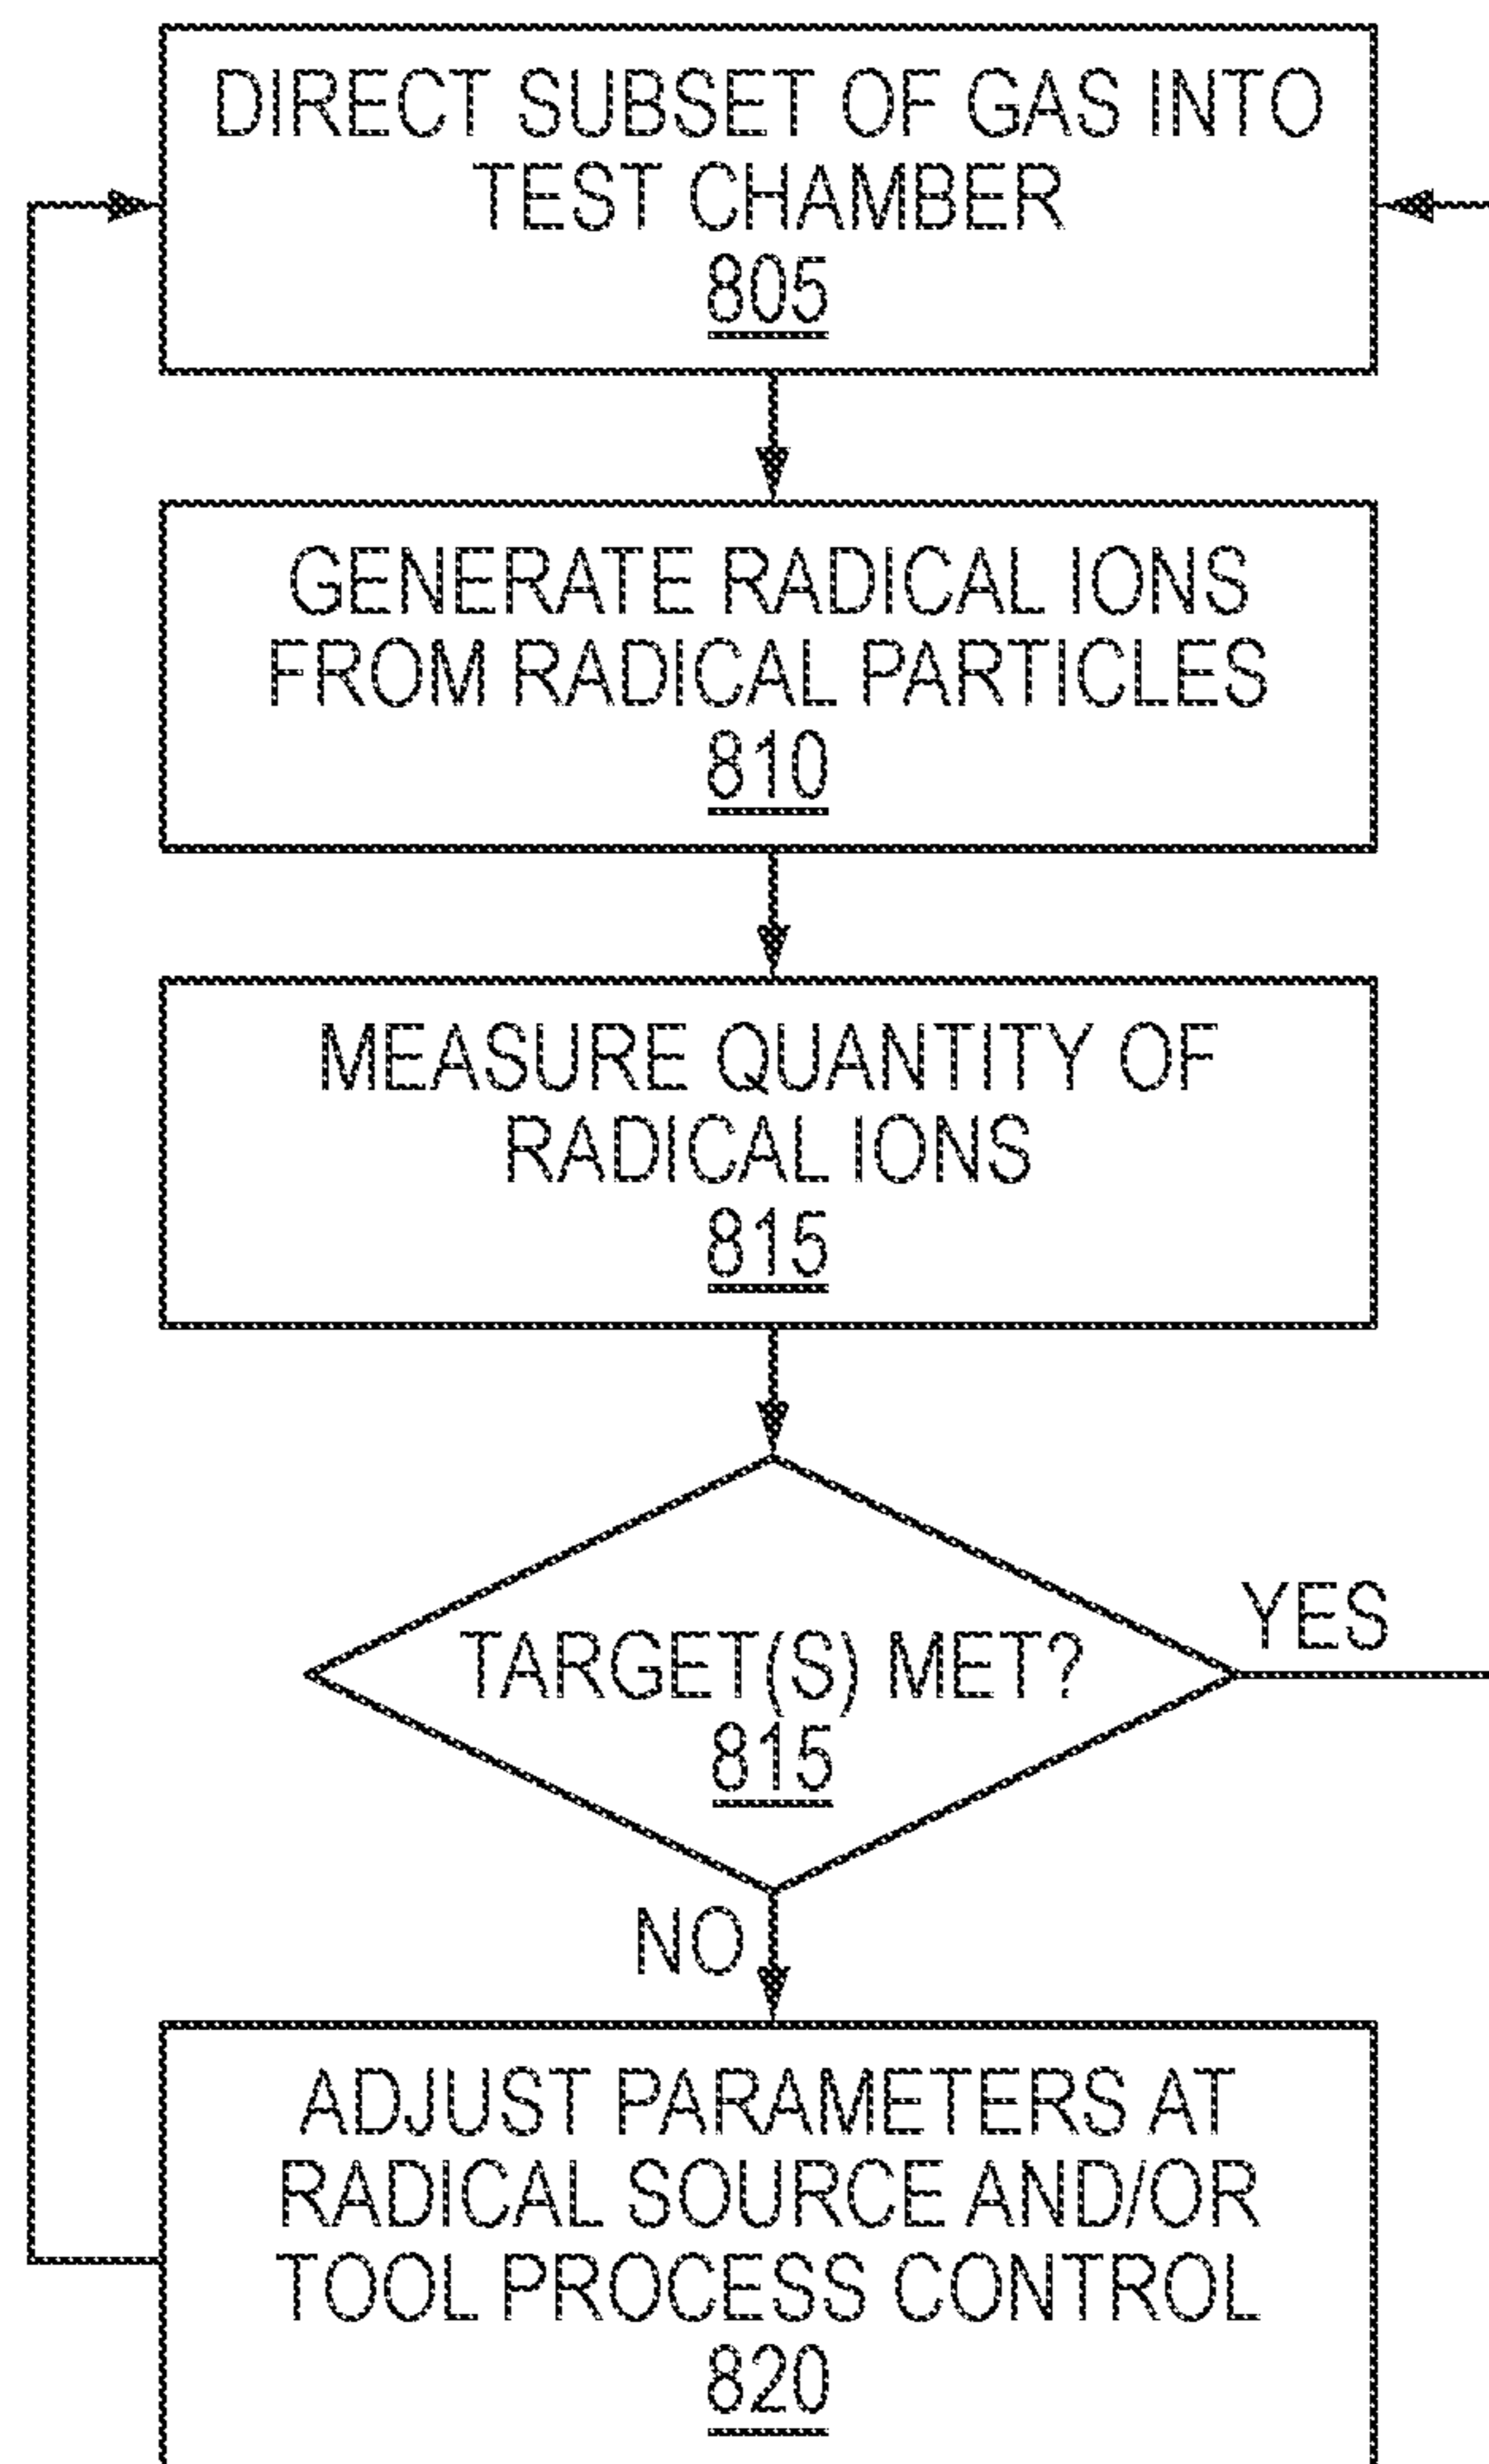 DIRECT SUBSET OF GAS INTO
TEST CHAMBER
805
GENERATE RADICAL IONS
FROM RADICAL PARTICLES
810
MEASURE QUANTITY OF
RADICAL IONS
815
TARGET(S) MET?
815
YES
NO
ADJUST PARAMETERS AT
RADICAL SOURCE AND/OR
TOOL PROCESS CONTROL
820